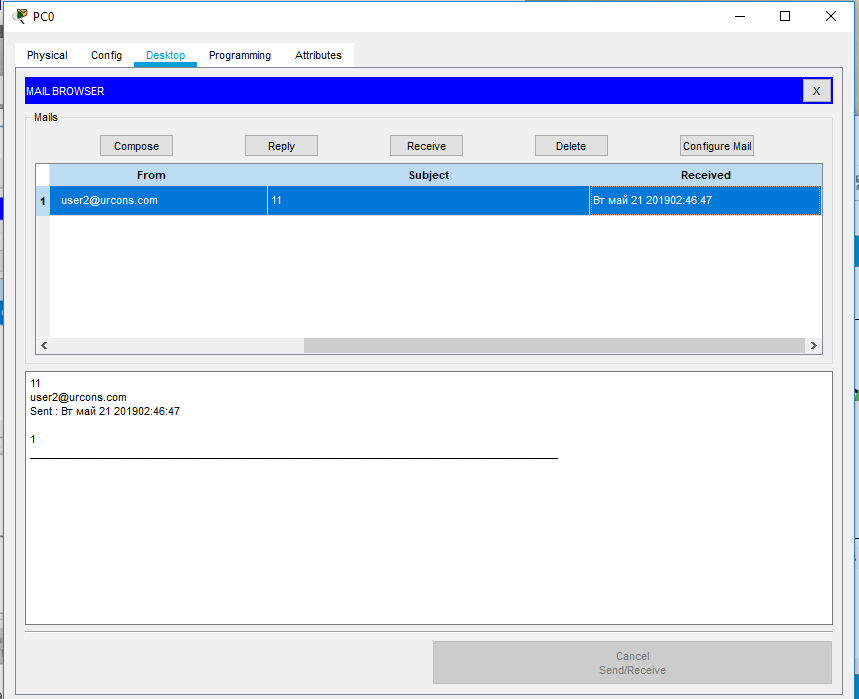 PC0
Physical Config Desktop Programming Attributes
MAIL BROWSER X
Mails
Compose Reply Receive Delete Configure Mail
From Subject Received
1 user2@urcons.com 11 Вт май 21 201902:46:47
11
user2@urcons.com
Sent : Вт май 21 201902:46:47
1
Cancel
Send/Receive